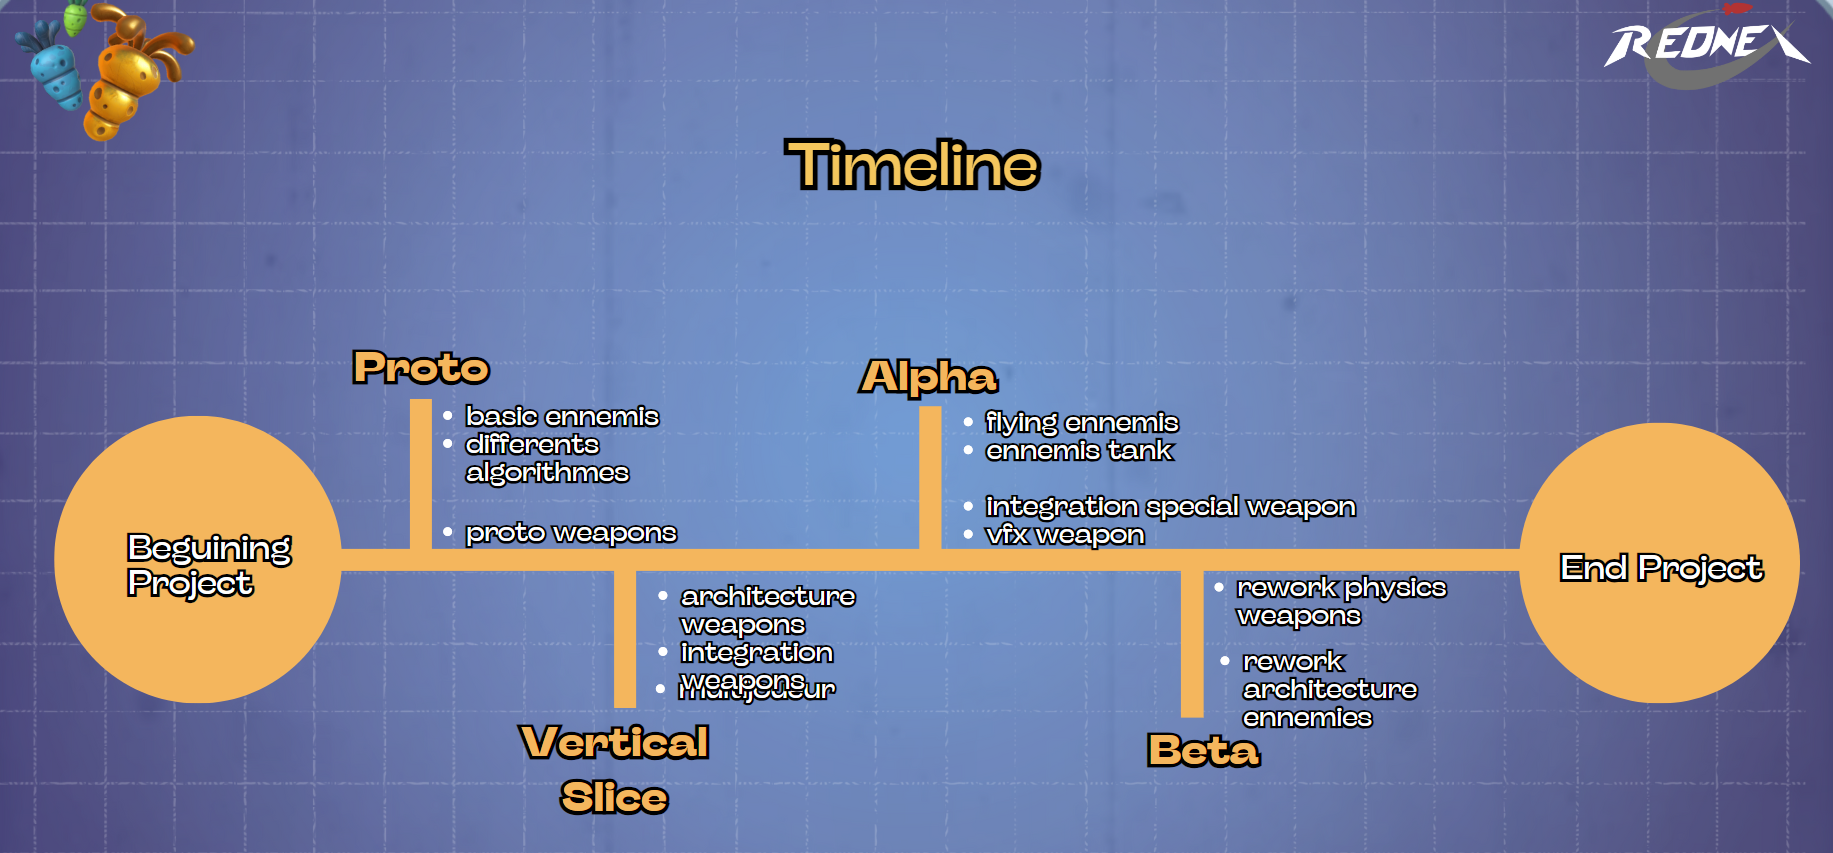 REDNEX
Timeline
Proto
basic ennemis
differents
algorithmes
proto weapons
Alpha
flying ennemis
ennemis tank
integration special weapon
vfx weapon
Beguining
Project
End Project
architecture
weapons
integration
weapons
multijoueur
Vertical
Slice
rework physics
weapons
rework
architecture
ennemies
Beta